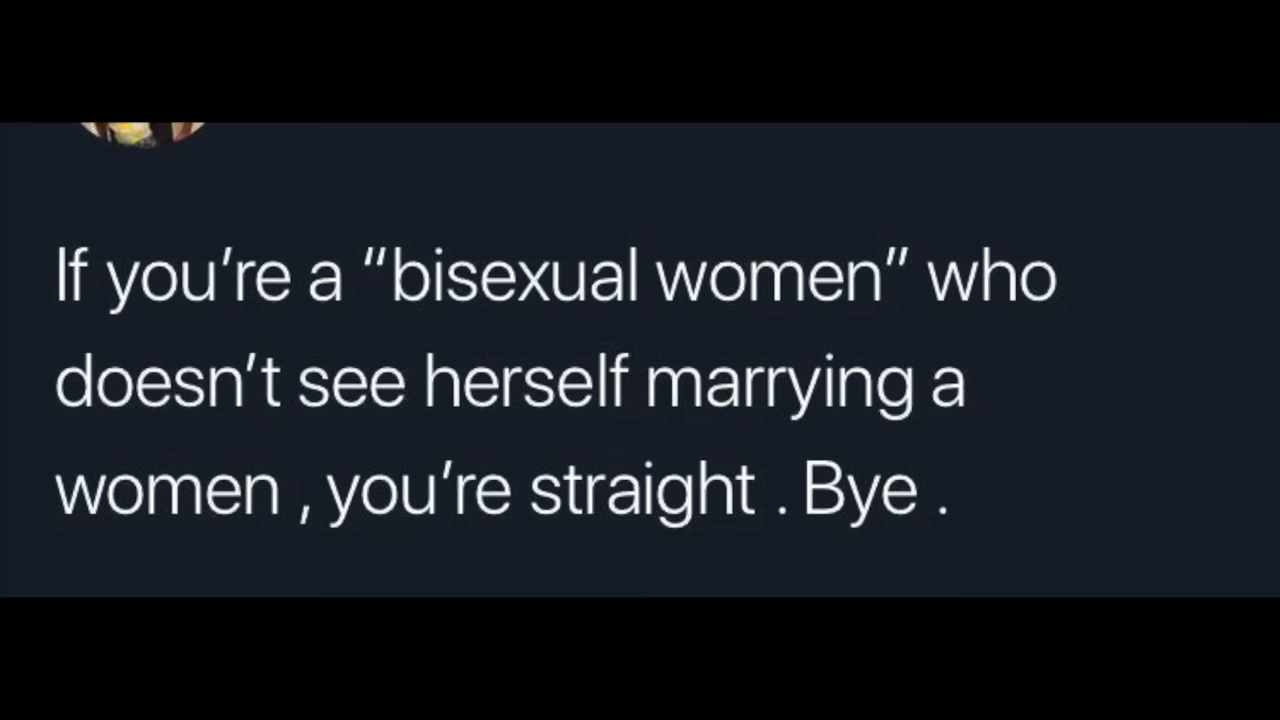 If you’re a “bisexual women” who
doesn’t see herself marrying a
women , you’re straight . Bye .